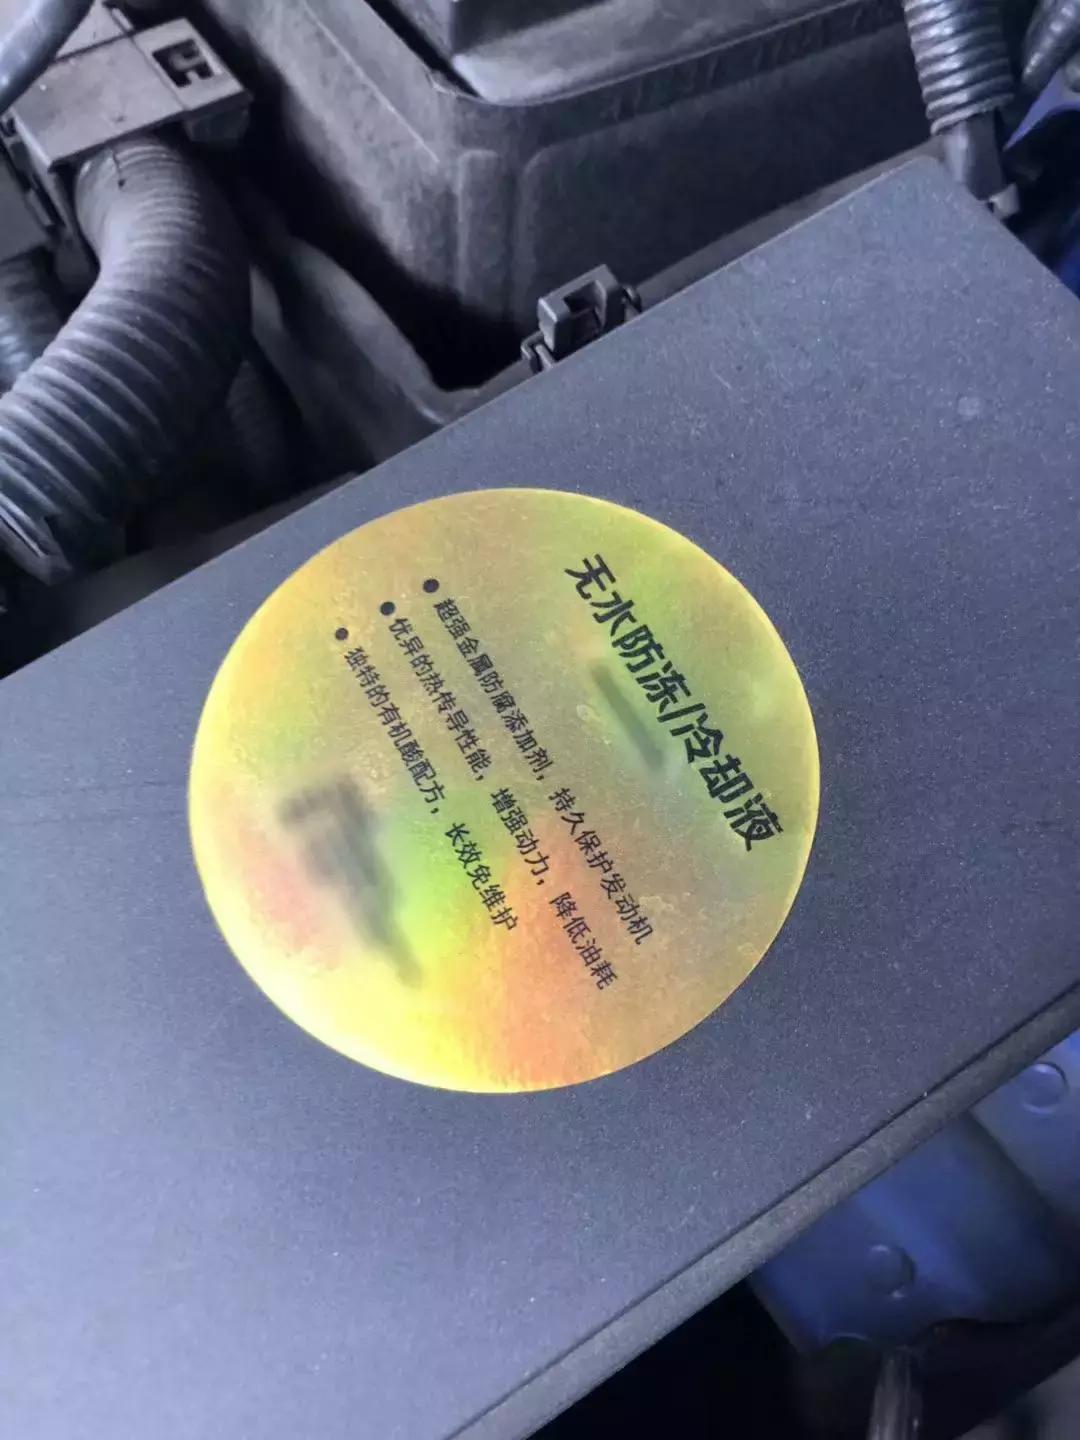 无水防冻/冷却液
● 超强金属防腐添加剂，持久保护发动机
● 优异的热传导性能，增强动力，降低油耗
● 独特的有机酸配方，长效免维护